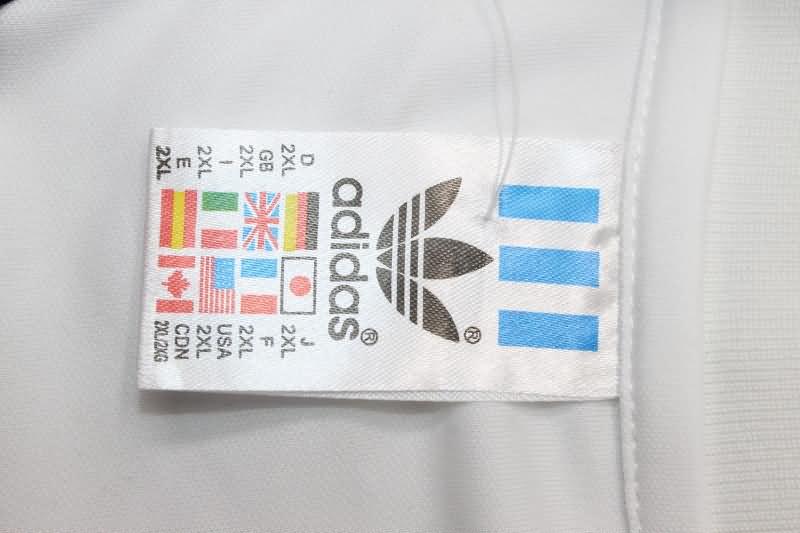 ®
adidas®
D J
2XL 2XL
GB F
2XL 2XL
I USA
2XL 2XL
E CDN
2XL 2XL/2XG